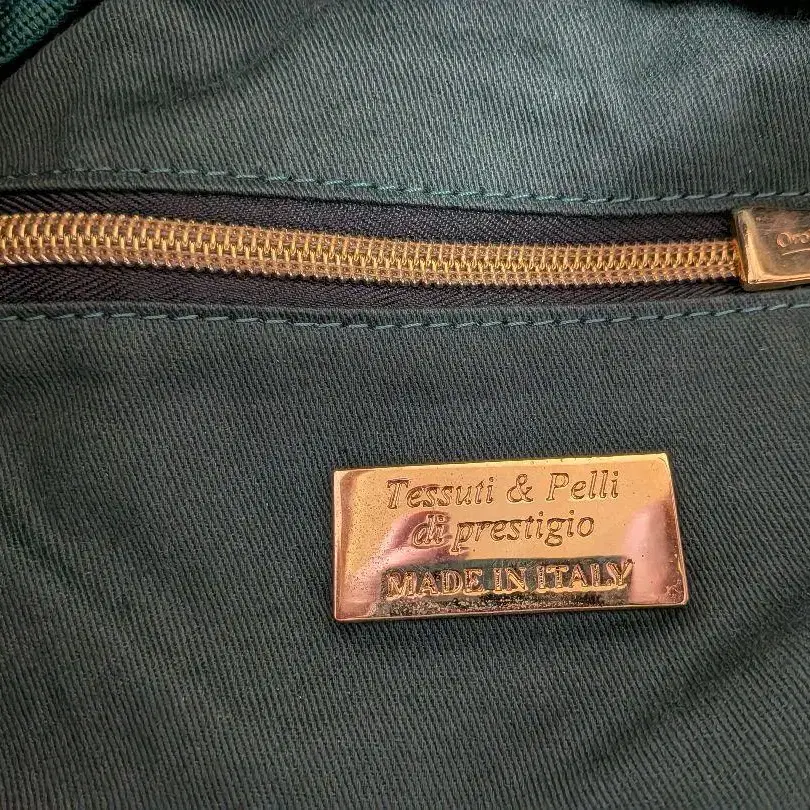 Tessuti & Pelli
di prestigio
MADE IN ITALY